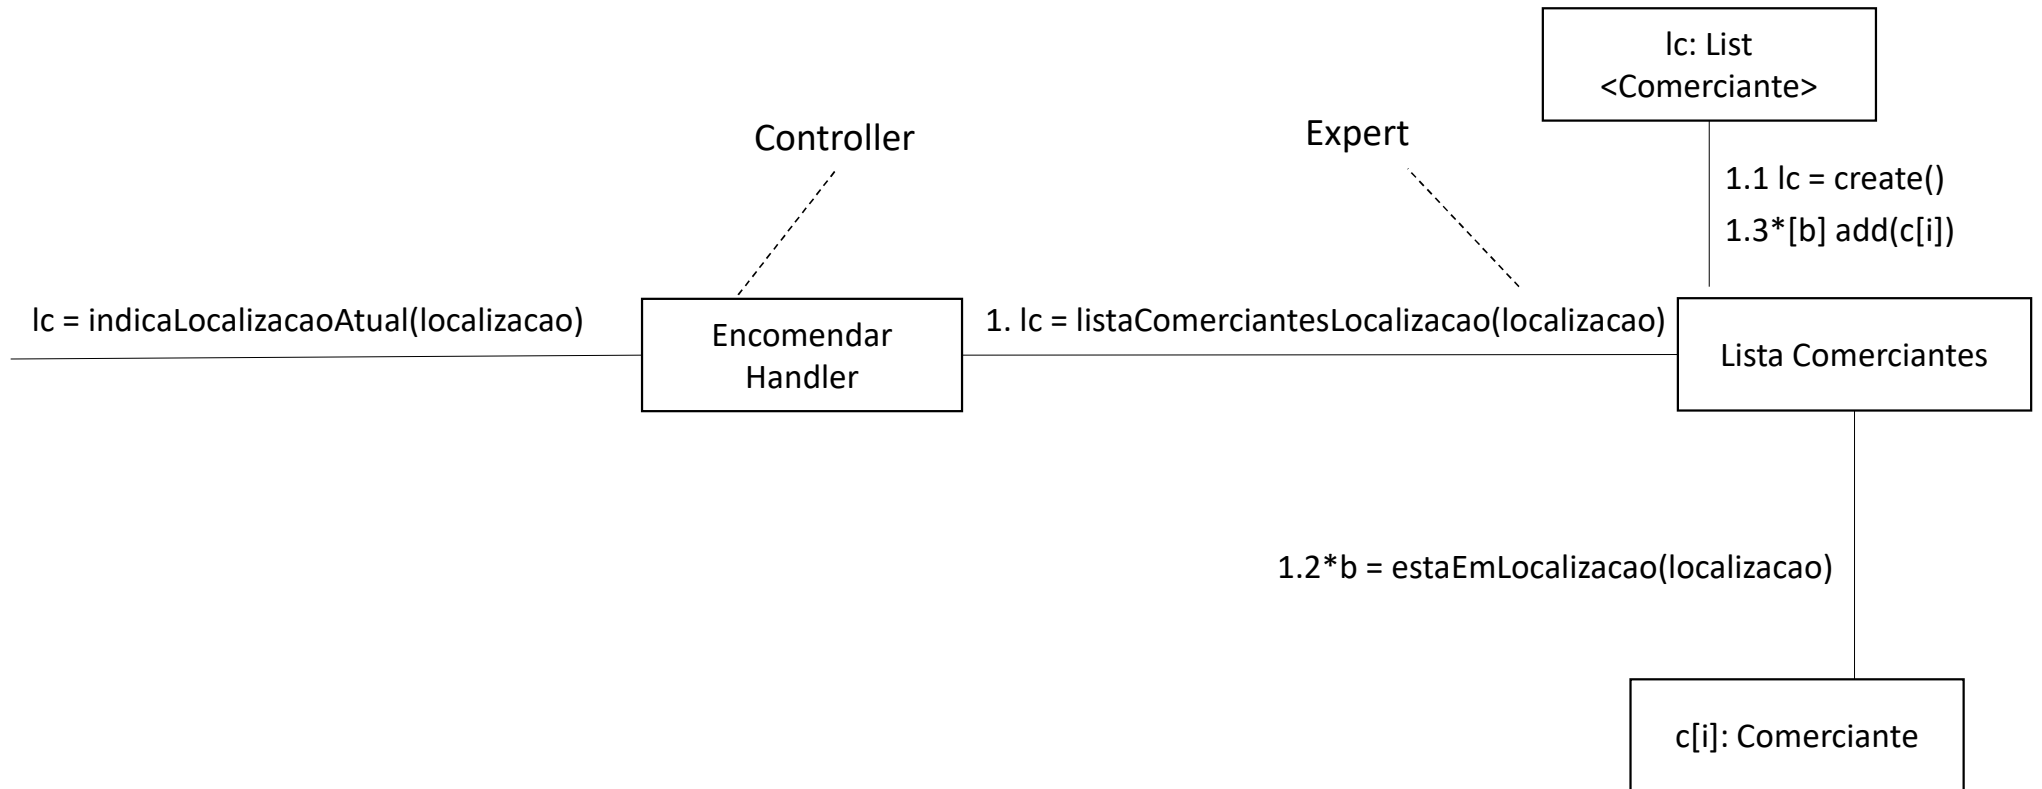 lc: List
<Comerciante>
Controller
Expert
1.1 lc = create()
1.3*[b] add(c[i])
lc = indicaLocalizacaoAtual(localizacao)
Encomendar
Handler
1. lc = listaComerciantesLocalizacao(localizacao)
Lista Comerciantes
1.2*b = estaEmLocalizacao(localizacao)
c[i]: Comerciante